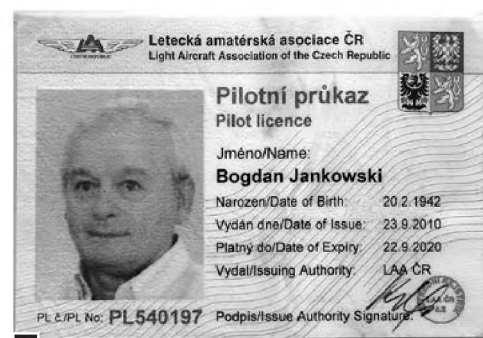 Letecká amatérská asociace ČR
Light Aircraft Association of the Czech Republic
Pilotní průkaz
Pilot licence
Jméno/Name:
Bogdan Jankowski
Narozen/Date of Birth: 20.2.1942
Vydán dne/Date of Issue: 23.9.2010
Platný do/Date of Expiry: 22.9.2020
Vydal/Issuing Authority: LAA ČR
PL č./PL No: PL540197 Podpis/Issue Authority Signature: